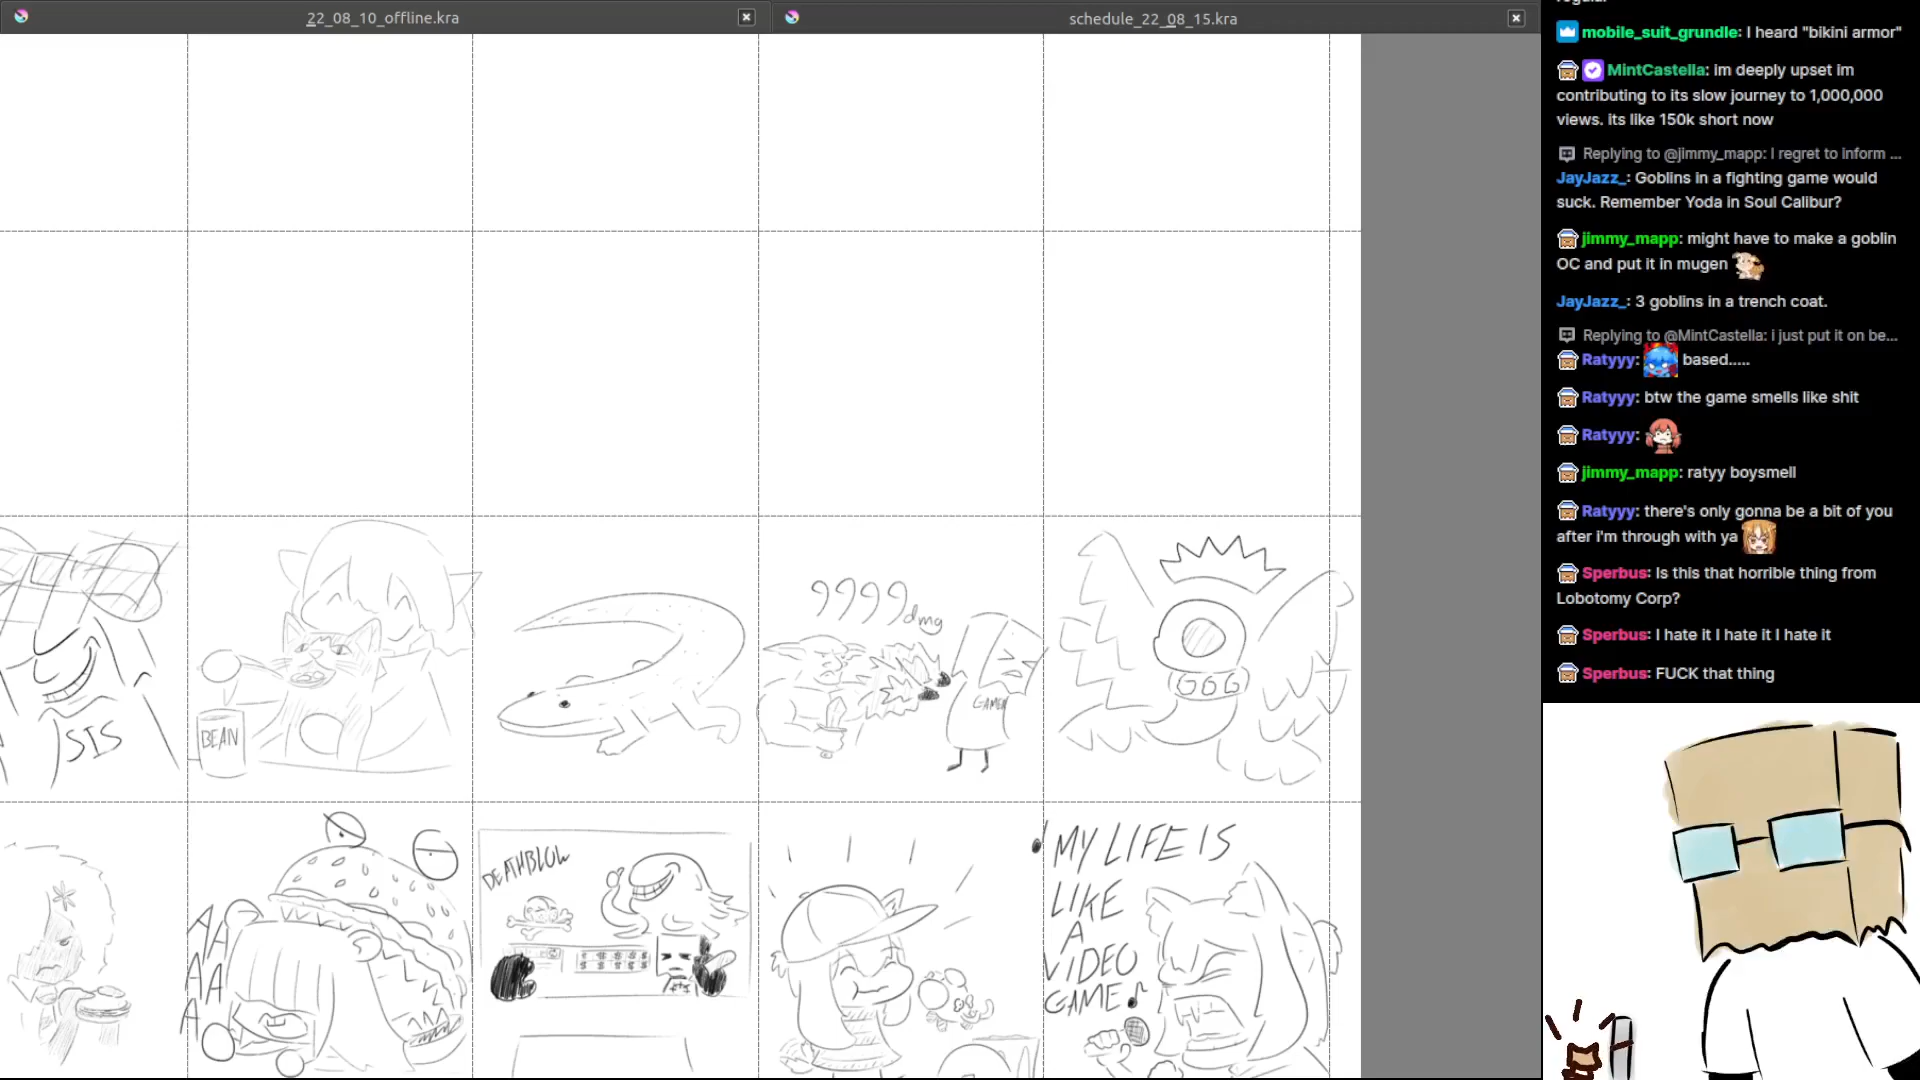 22_08_10_offline.kra
schedule_22_08_15.kra
mobile_suit_grundle: I heard "bikini armor"
MintCastella: im deeply upset im
contributing to its slow journey to 1,000,000
views. its like 150k short now
Replying to @jimmy_mapp: I regret to inform ...
JayJazz_: Goblins in a fighting game would
suck. Remember Yoda in Soul Calibur?
jimmy_mapp: might have to make a goblin
OC and put it in mugen
JayJazz_: 3 goblins in a trench coat.
Replying to @MintCastella: i just put it on be...
Ratyyy: based.....
Ratyyy: btw the game smells like shit
Ratyyy:
jimmy_mapp: ratyy boysmell
Ratyyy: there's only gonna be a bit of you
after i'm through with ya
Sperbus: Is this that horrible thing from
Lobotomy Corp?
Sperbus: I hate it I hate it I hate it
Sperbus: FUCK that thing
SIS
BEAN
9999 dmg
GAMER
666
AA
AA
AA
A
DEATHBLOW
MY LIFE IS
LIKE
A
VIDEO
GAME